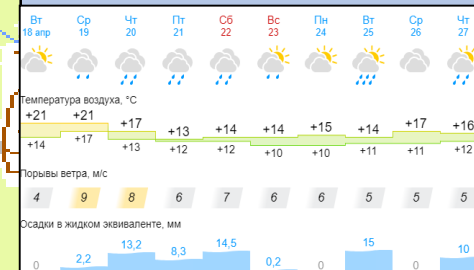 Вт Ср Чт Пт Сб Вс Пн Вт Ср Чт
18 апр 19 20 21 22 23 24 25 26 27
Температура воздуха, °C
+21 +21 +17 +13 +14 +14 +15 +14 +17 +16
+14 +17 +13 +12 +12 +10 +10 +11 +11 +12
Порывы ветра, м/с
4 9 8 6 7 6 6 5 5 5
Осадки в жидком эквиваленте, мм
0 2,2 13,2 8,3 14,5 0,2 0 15 0 10